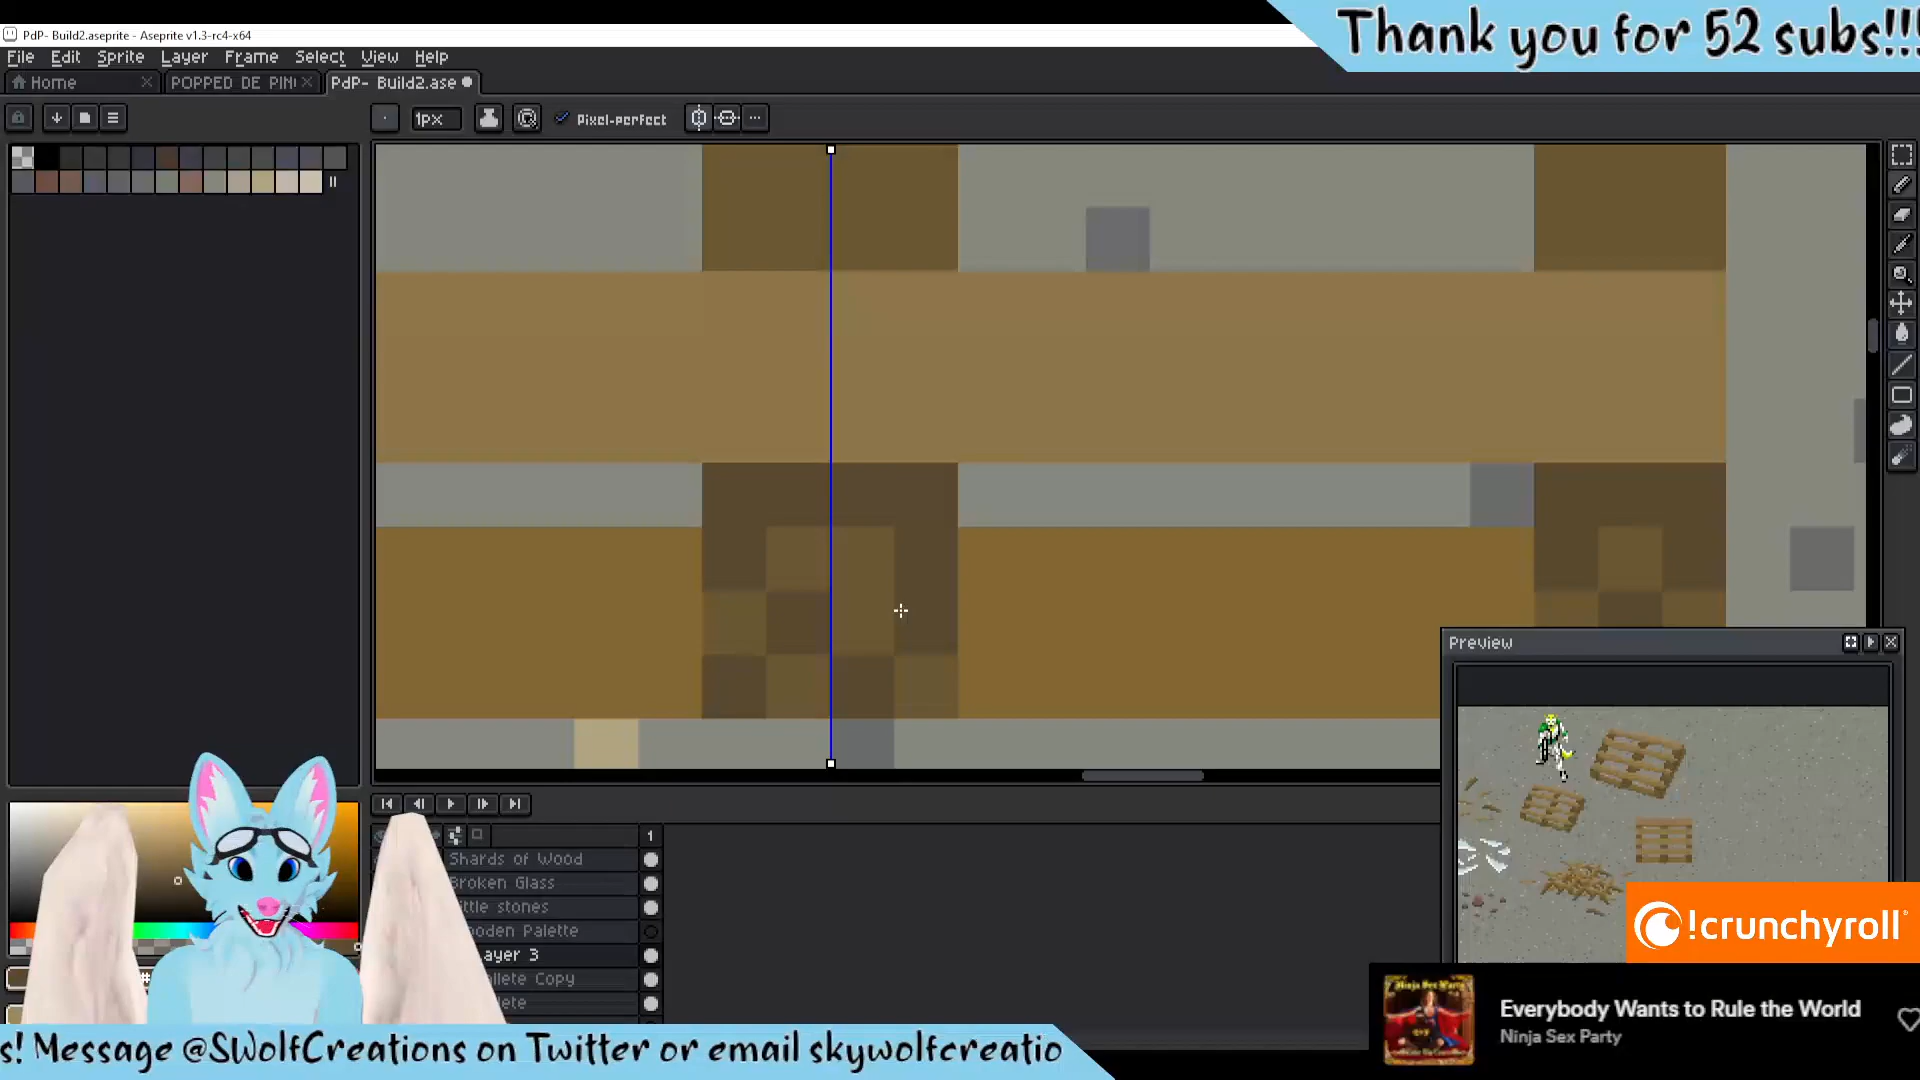 Thank you for 52 subs!!!
PdP- Build2.aseprite - Aseprite v1.3-rc4-x64
File Edit Sprite Layer Frame Select View Help
Home
POPPED DE PIN
PdP- Build2.ase
1px
Pixel-perfect
Preview
1
Shards of Wood
Broken Glass
ittle stones
ooden Palette
ayer 3
llete Copy
lete
!crunchyroll
Everybody Wants to Rule the World
Ninja Sex Party
s! Message @SWolfCreations on Twitter or email skywolfcreatio